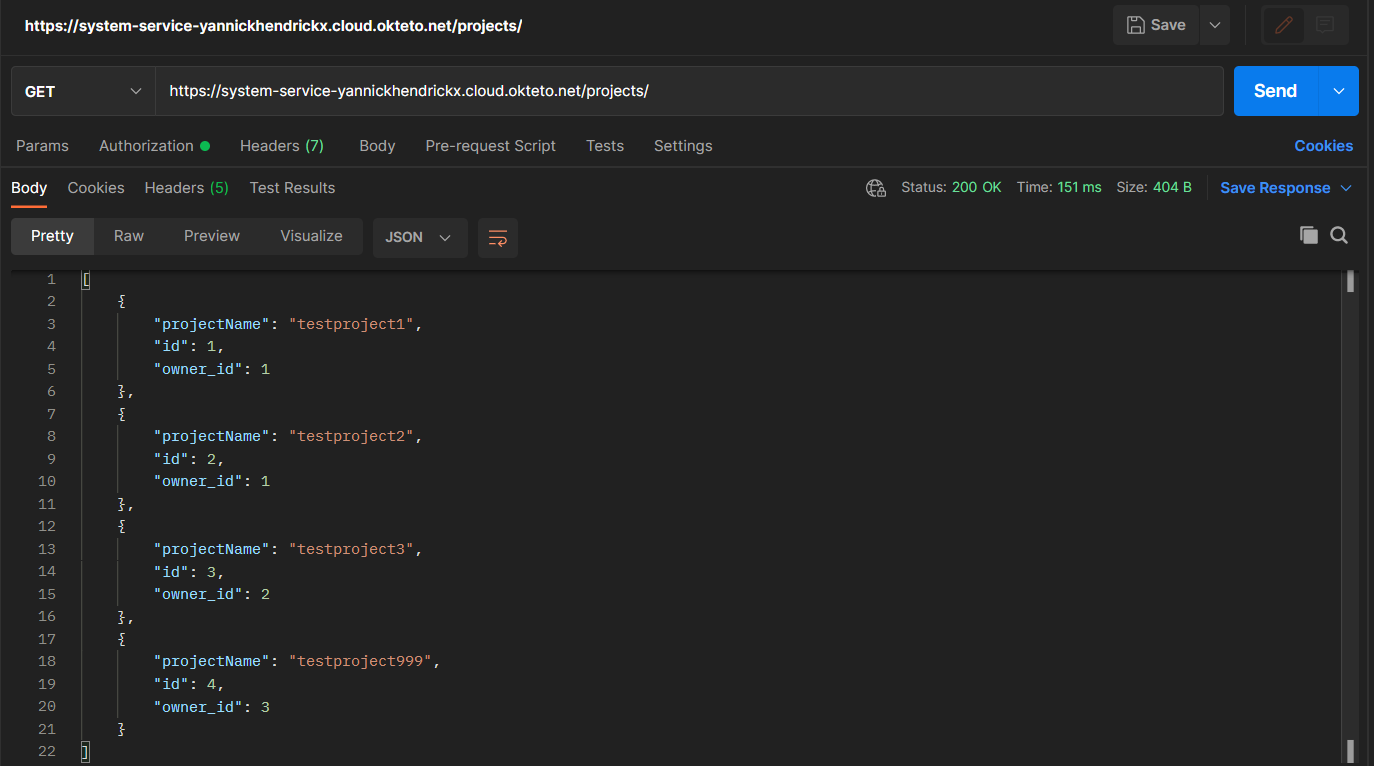 https://system-service-yannickhendrickx.cloud.okteto.net/projects/
Save
GET
https://system-service-yannickhendrickx.cloud.okteto.net/projects/
Send
Params Authorization Headers (7) Body Pre-request Script Tests Settings Cookies
Body Cookies Headers (5) Test Results Status: 200 OK Time: 151 ms Size: 404 B Save Response
Pretty Raw Preview Visualize JSON
1 [
2 {
3 "projectName": "testproject1",
4 "id": 1,
5 "owner_id": 1
6 },
7 {
8 "projectName": "testproject2",
9 "id": 2,
10 "owner_id": 1
11 },
12 {
13 "projectName": "testproject3",
14 "id": 3,
15 "owner_id": 2
16 },
17 {
18 "projectName": "testproject999",
19 "id": 4,
20 "owner_id": 3
21 }
22 ]